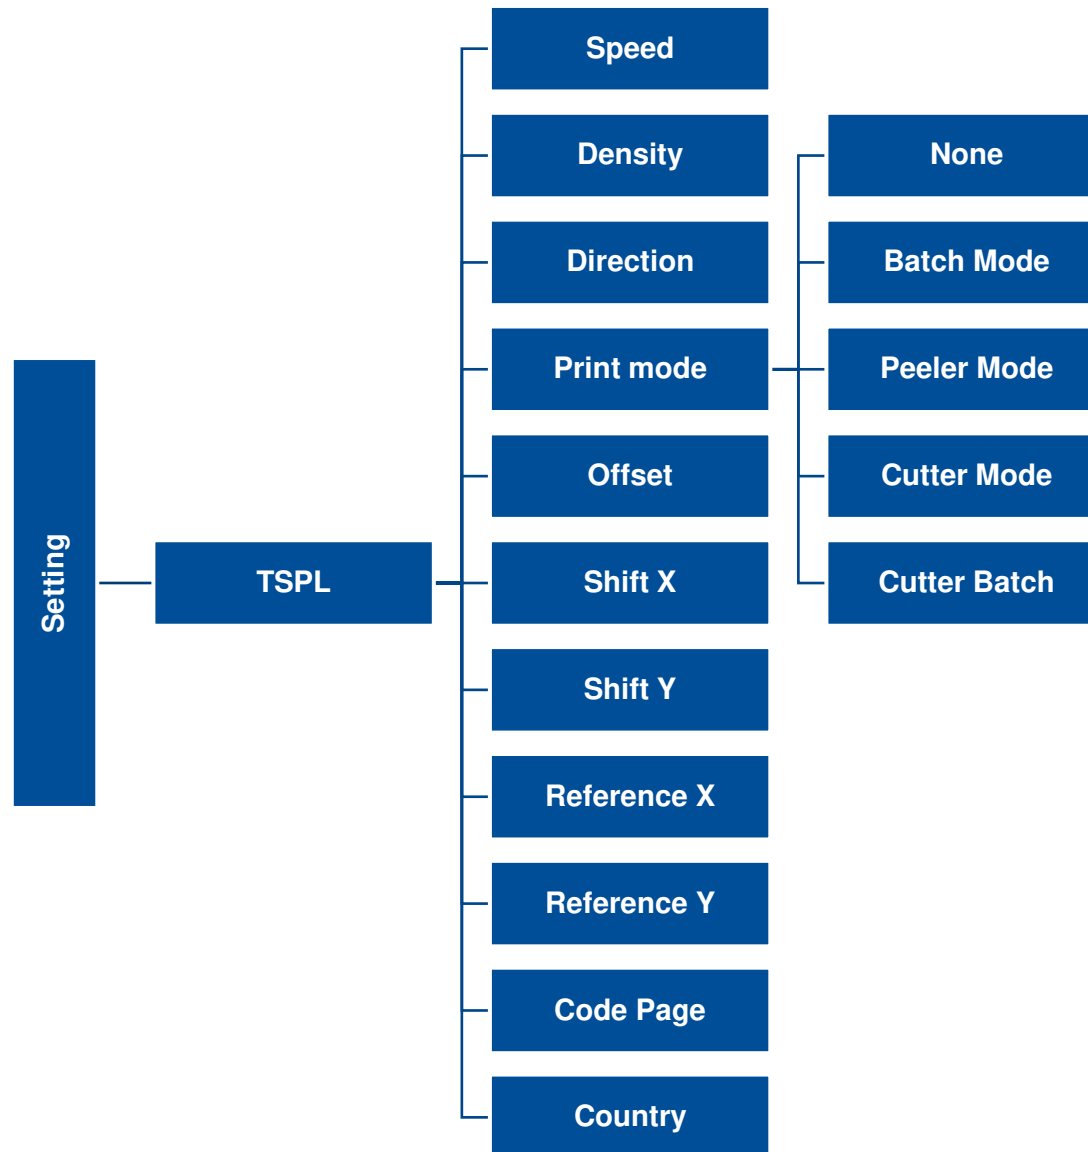 Setting
TSPL
Speed
Density
Direction
Print mode
Offset
Shift X
Shift Y
Reference X
Reference Y
Code Page
Country
None
Batch Mode
Peeler Mode
Cutter Mode
Cutter Batch